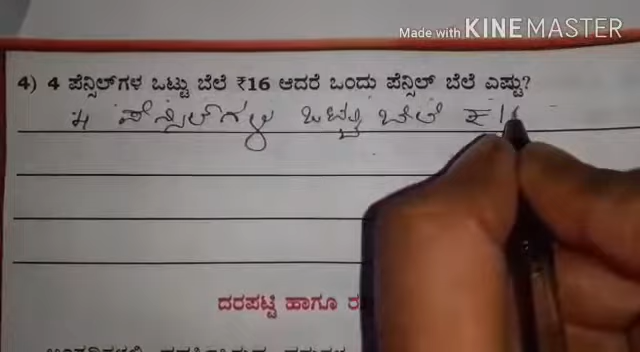 Made with KINEMASTER
4) 4 ಪೆನ್ಸಿಲ್‌ಗಳ ಒಟ್ಟು ಬೆಲೆ ₹16 ಆದರೆ ಒಂದು ಪೆನ್ಸಿಲ್ ಬೆಲೆ ಎಷ್ಟು?
4 ಪೆನ್ಸಿಲ್‌ಗಳ ಒಟ್ಟು ಬೆಲೆ ₹16
ದರಪಟ್ಟಿ ಹಾಗೂ